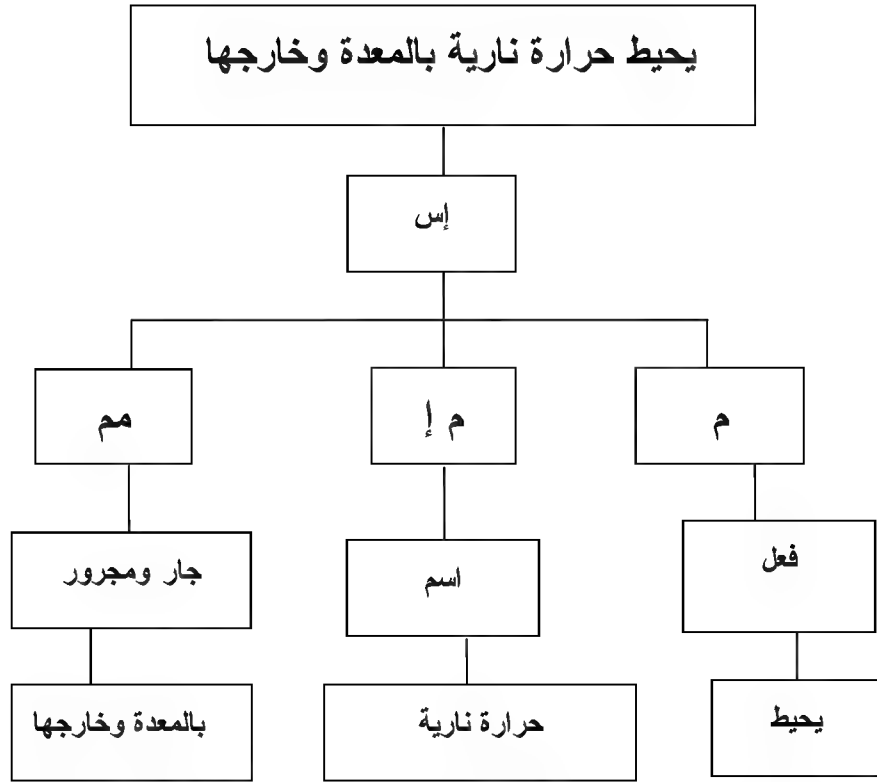 يحيط حرارة نارية بالمعدة وخارجها
إس
م
م إ
مم
فعل
اسم
جار ومجرور
يحيط
حرارة نارية
بالمعدة وخارجها